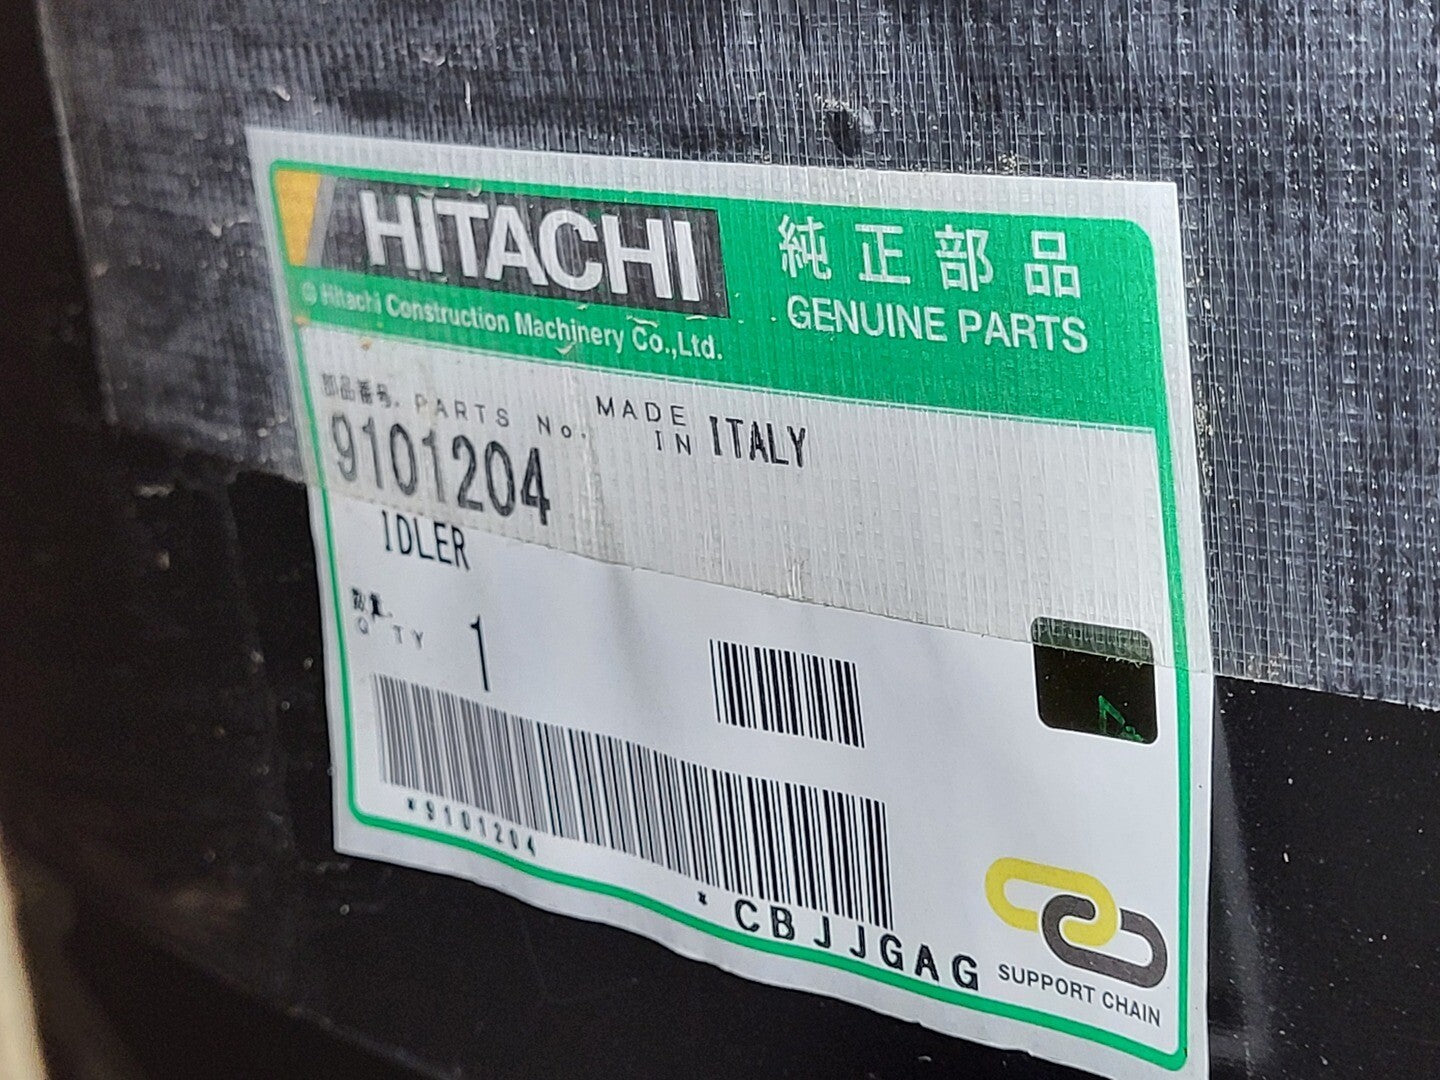 HITACHI
© Hitachi Construction Machinery Co.,Ltd.
純正部品
GENUINE PARTS
部品番号. PARTS No.
MADE IN ITALY
9101204
IDLER
数量.
Q'TY 1
*9101204 *
CBJJGAG
SUPPORT CHAIN